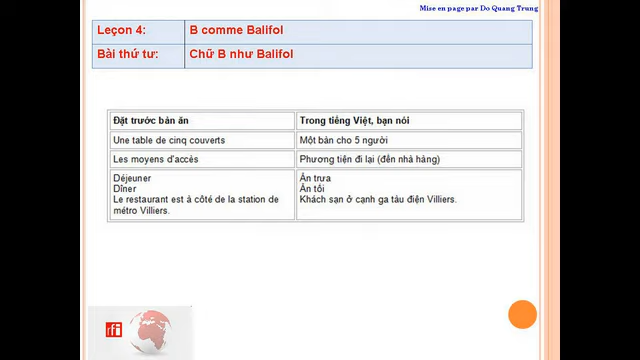 Mise en page par Do Quang Trung
Leçon 4: B comme Balifol
Bài thứ tư: Chữ B như Balifol
Đặt trước bàn ăn Trong tiếng Việt, bạn nói
Une table de cinq couverts Một bàn cho 5 người
Les moyens d'accès Phương tiện đi lại (đến nhà hàng)
Déjeuner Ăn trưa
Dîner Ăn tối
Le restaurant est à côté de la station de Khách sạn ở cạnh ga tàu điện Villiers.
métro Villiers.
rfi